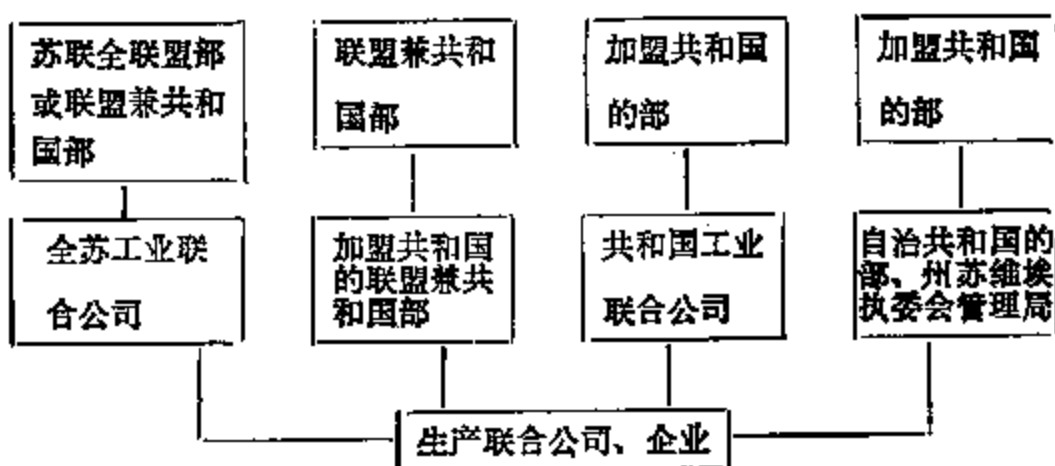 苏联全联盟部
或联盟兼共和
国部
联盟兼共和
国部
加盟共和国
的部
加盟共和国
的部
全苏工业联
合公司
加盟共和国
的联盟兼共
和国部
共和国工业
联合公司
自治共和国的
部、州苏维埃
执委会管理局
生产联合公司、企业